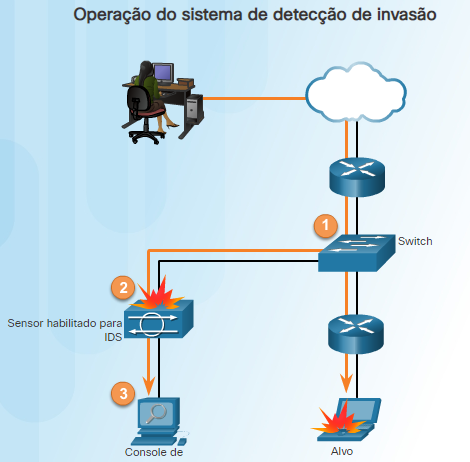 Operação do sistema de detecção de invasão
1
Switch
2
Sensor habilitado para
IDS
3
Console de
Alvo